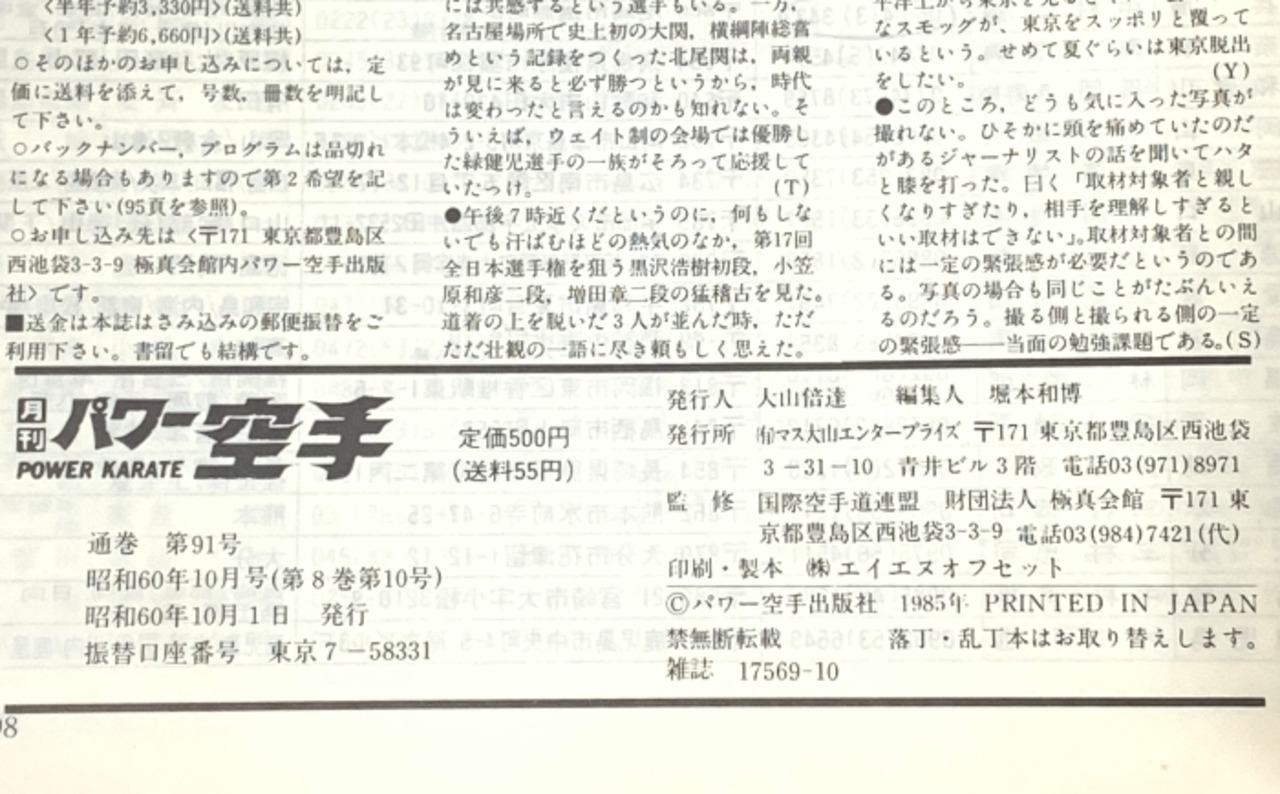 〈半年予約3,330円〉(送料共)
〈1年予約6,660円〉(送料共)
○そのほかのお申し込みについては，定
価に送料を添えて，号数，冊数を明記し
て下さい。
○バックナンバー，プログラムは品切れ
になる場合もありますので第2希望を記
して下さい(95頁を参照)。
○お申し込み先は〈〒171 東京都豊島区
西池袋3-3-9 極真会館内パワー空手出版
社〉です。
■送金は本誌はさみ込みの郵便振替をご
利用下さい。書留でも結構です。
には共感するという選手もいる。一方，
名古屋場所で史上初の大関，横綱陣総嘗
めという記録をつくった北尾関は，両親
が見に来ると必ず勝つというから，時代
は変わったと言えるのかも知れない。そ
ういえば，ウェイト制の会場では優勝し
た緑健児選手の一族がそろって応援して
いたっけ。 (T)
●午後7時近くだというのに，何もしな
いでも汗ばむほどの熱気のなか，第17回
全日本選手権を狙う黒沢浩樹初段，小笠
原和彦二段，増田章二段の猛稽古を見た。
道着の上を脱いだ3人が並んだ時，ただ
ただ壮観の一語に尽き頼もしく思えた。
なスモッグが，東京をスッポリと覆って
いるという。せめて夏ぐらいは東京脱出
をしたい。 (Y)
●このところ，どうも気に入った写真が
撮れない。ひそかに頭を痛めていたのだ
があるジャーナリストの話を聞いてハタ
と膝を打った。曰く「取材対象者と親し
くなりすぎたり，相手を理解しすぎると
いい取材はできない」。取材対象者との間
には一定の緊張感が必要だというのであ
る。写真の場合も同じことがたぶんいえ
るのだろう。撮る側と撮られる側の一定
の緊張感——当面の勉強課題である。(S)
月刊 パワー空手
POWER KARATE
定価500円
(送料55円)
通巻 第91号
昭和60年10月号(第8巻第10号)
昭和60年10月1日 発行
振替口座番号 東京7—58331
発行人 大山倍達 編集人 堀本和博
発行所 ㈲マス大山エンタープライズ 〒171 東京都豊島区西池袋
3-31-10 青井ビル3階 電話03(971)8971
監修 国際空手道連盟 財団法人 極真会館 〒171 東
京都豊島区西池袋3-3-9 電話03(984)7421(代)
印刷・製本 ㈱エイエヌオフセット
©パワー空手出版社 1985年 PRINTED IN JAPAN
禁無断転載 落丁・乱丁本はお取り替えします。
雑誌 17569-10
98